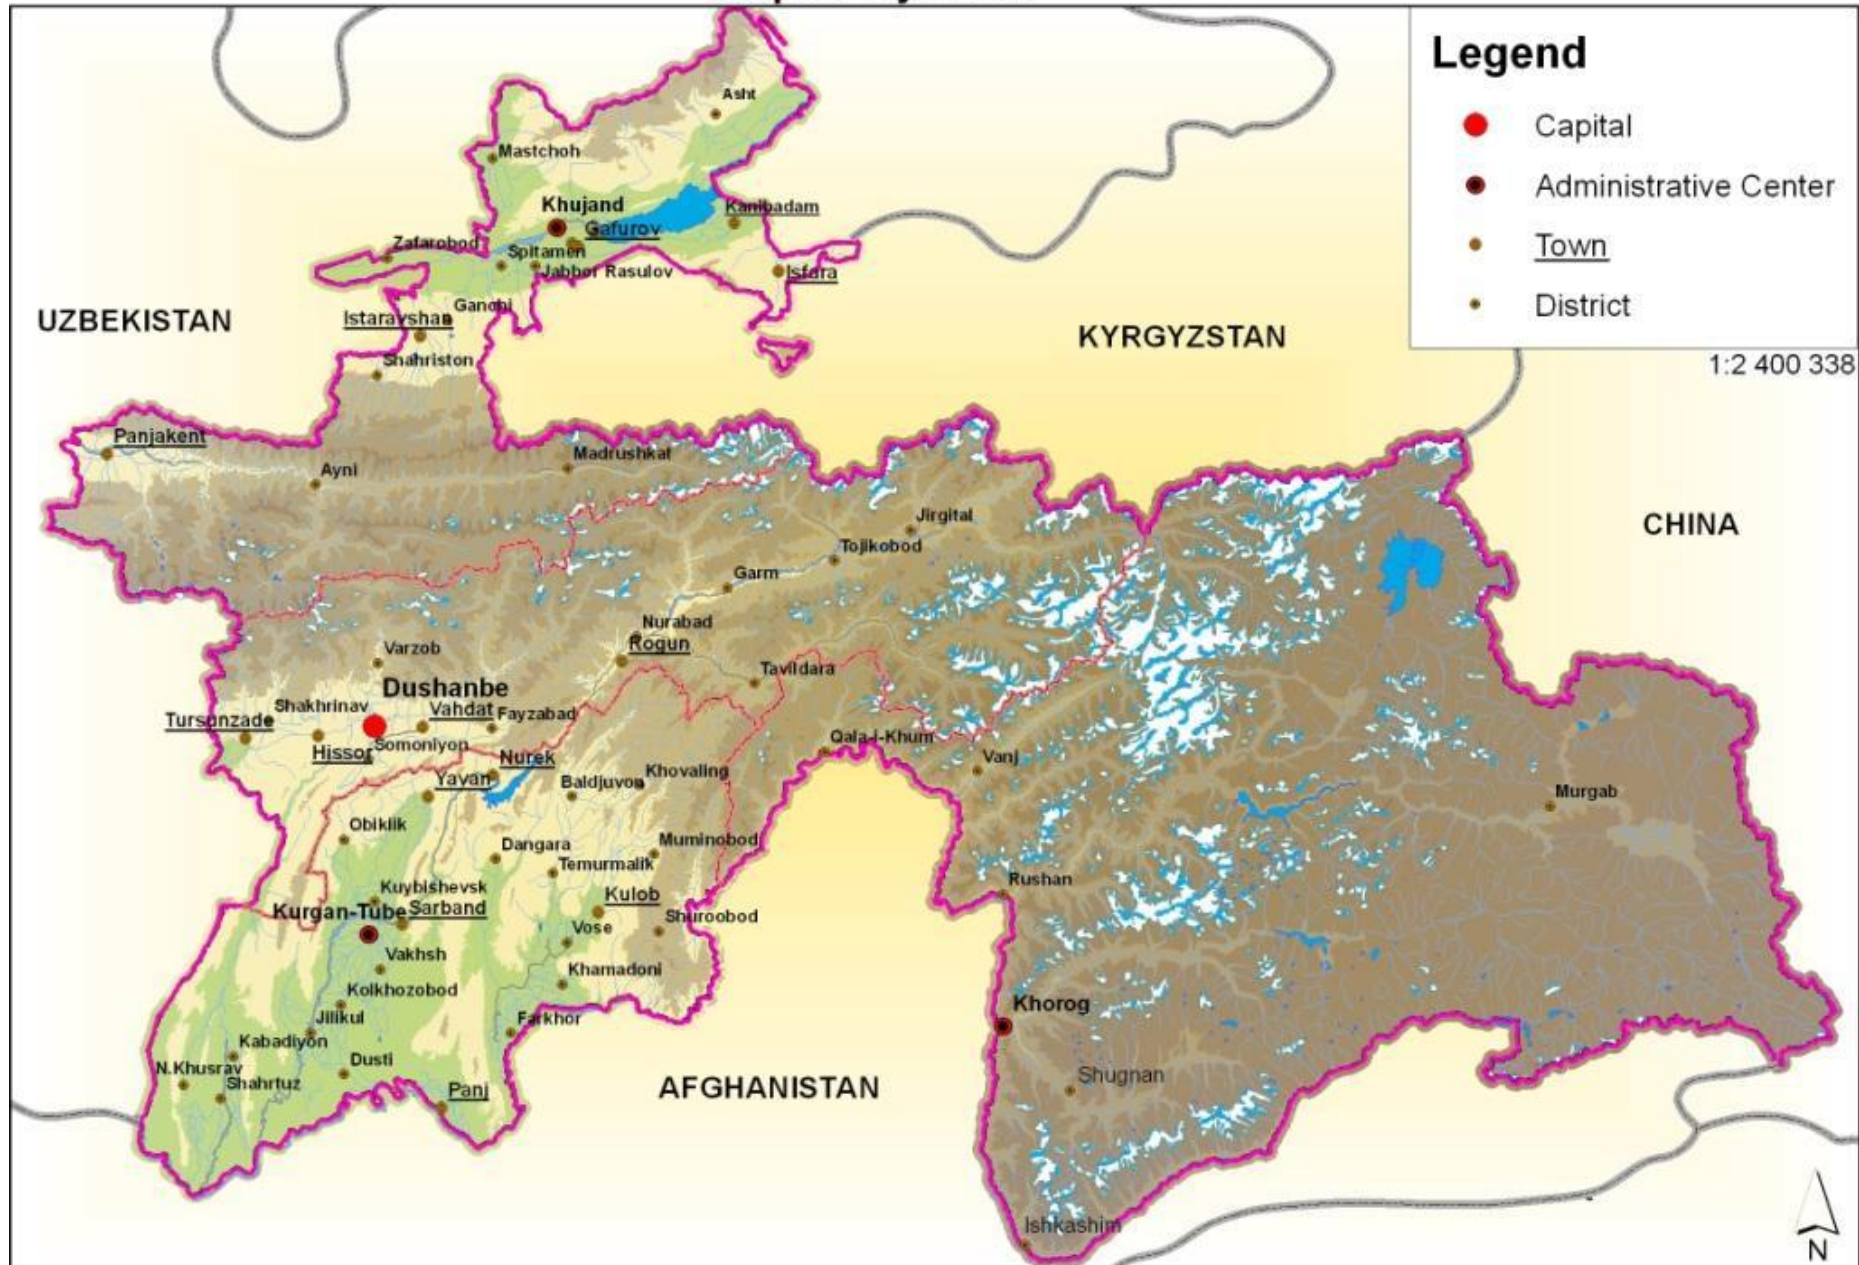 Legend
Capital
Administrative Center
Town
District
1:2 400 338
UZBEKISTAN
KYRGYZSTAN
CHINA
AFGHANISTAN
Asht
Mastchoh
Khujand
Gafurov
Kanibadam
Zafarobod
Spitamen
Jabbor Rasulov
Isfara
Ganchi
Istaravshan
Shahriston
Panjakent
Ayni
Madrushkat
Jirgital
Tojikobod
Garm
Nurabad
Rogun
Varzob
Tavildara
Dushanbe
Shakhrinav
Vahdat
Fayzabad
Tursunzade
Hissor
Somoniyon
Qala-i-Khum
Vanj
Nurek
Yavan
Baldjuvon
Khovaling
Murgab
Obikiik
Dangara
Muminobod
Temurmalik
Rushan
Kuybishevsk
Kurgan-Tube
Sarband
Kulob
Shuroobod
Vose
Vakhsh
Khamadoni
Kolkhozobod
Khorog
Jilikul
Farkhor
Kabadiyon
Dusti
N.Khusrav
Shahrtuz
Panj
Shugnan
Ishkashim
N